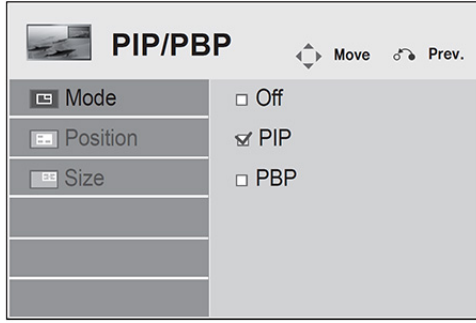 PIP/PBP
Move Prev.
Mode
Off
Position
PIP
Size
PBP